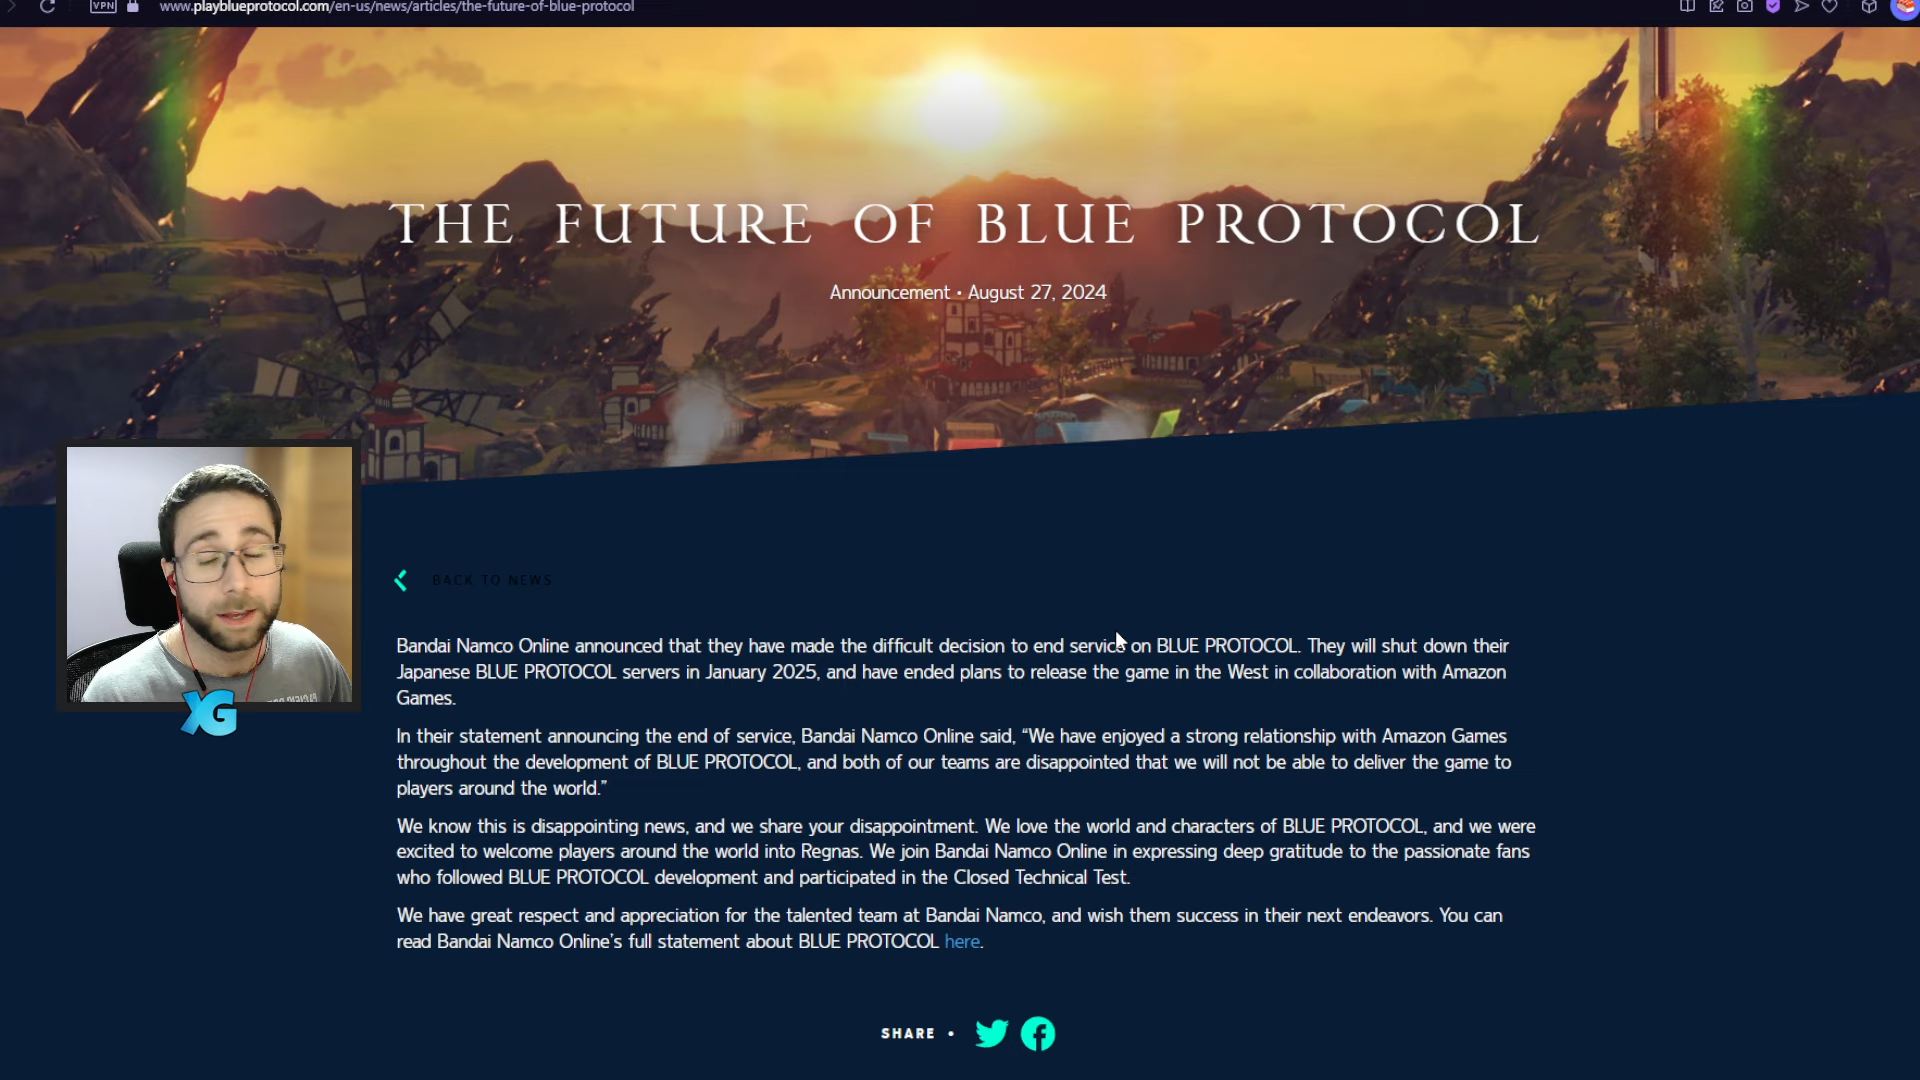 VPN
www.playblueprotocol.com/en-us/news/articles/the-future-of-blue-protocol
THE FUTURE OF BLUE PROTOCOL
Announcement • August 27, 2024
BACK TO NEWS
Bandai Namco Online announced that they have made the difficult decision to end service on BLUE PROTOCOL. They will shut down their
Japanese BLUE PROTOCOL servers in January 2025, and have ended plans to release the game in the West in collaboration with Amazon
Games.
In their statement announcing the end of service, Bandai Namco Online said, “We have enjoyed a strong relationship with Amazon Games
throughout the development of BLUE PROTOCOL, and both of our teams are disappointed that we will not be able to deliver the game to
players around the world.”
We know this is disappointing news, and we share your disappointment. We love the world and characters of BLUE PROTOCOL, and we were
excited to welcome players around the world into Regnas. We join Bandai Namco Online in expressing deep gratitude to the passionate fans
who followed BLUE PROTOCOL development and participated in the Closed Technical Test.
We have great respect and appreciation for the talented team at Bandai Namco, and wish them success in their next endeavors. You can
read Bandai Namco Online’s full statement about BLUE PROTOCOL here.
XG
SHARE •